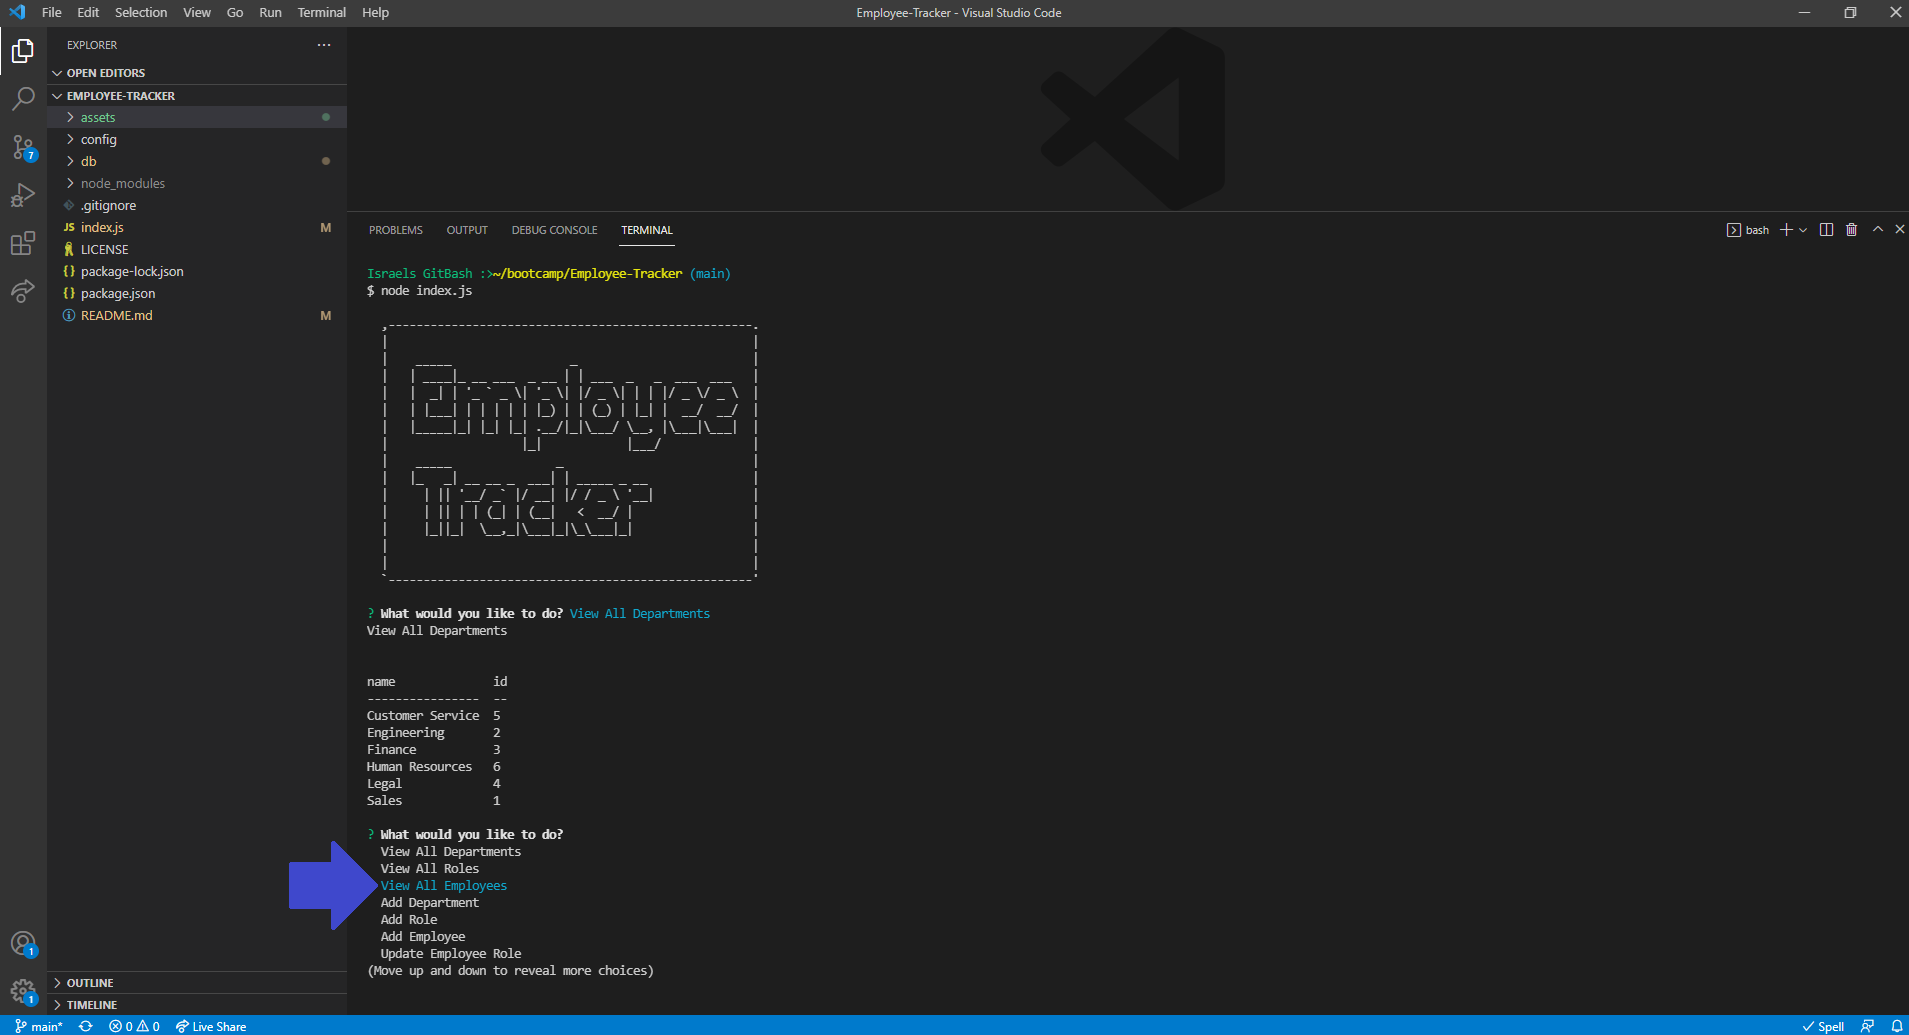 File Edit Selection View Go Run Terminal Help
Employee-Tracker - Visual Studio Code
EXPLORER
OPEN EDITORS
EMPLOYEE-TRACKER
assets
config
db
node_modules
.gitignore
JS index.js M
LICENSE
{} package-lock.json
{} package.json
README.md M
OUTLINE
TIMELINE
7
1
1
PROBLEMS OUTPUT DEBUG CONSOLE TERMINAL
bash
Israels GitBash :>~/bootcamp/Employee-Tracker (main)
$ node index.js
Employee
Tracker
? What would you like to do? View All Departments
View All Departments
name id
---------------- --
Customer Service 5
Engineering 2
Finance 3
Human Resources 6
Legal 4
Sales 1
? What would you like to do?
View All Departments
View All Roles
View All Employees
Add Department
Add Role
Add Employee
Update Employee Role
(Move up and down to reveal more choices)
main* 0 0 Live Share
Spell